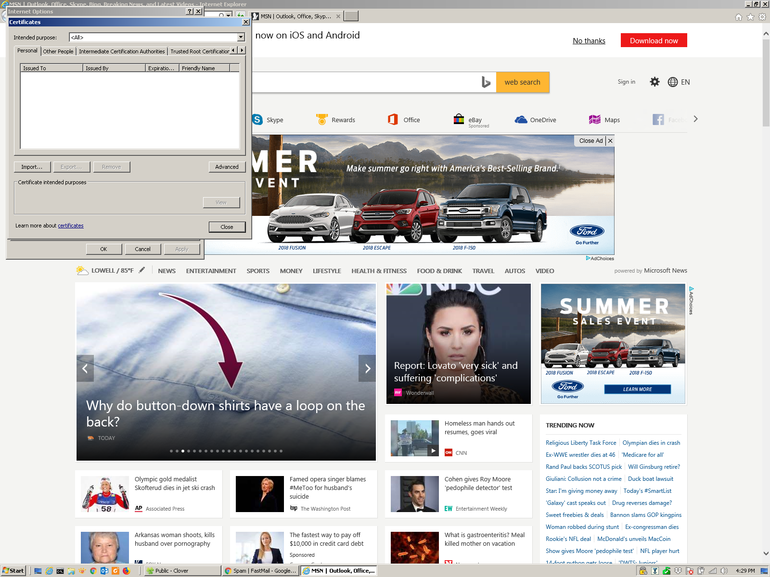 MSN | Outlook, Office, Skype, Bing, Breaking News, and Latest Videos - Internet Explorer
Internet Options
MSN | Outlook, Office, Skyp...
Certificates
Intended purpose: <All>
Personal Other People Intermediate Certification Authorities Trusted Root Certification
Issued To Issued By Expiratio... Friendly Name
Import... Export... Remove Advanced
Certificate intended purposes
View
Learn more about certificates
Close
OK Cancel Apply
now on iOS and Android
No thanks
Download now
web search
Sign in
EN
Skype
Rewards
Office
eBay
Sponsored
OneDrive
Maps
Close Ad X
MER
EVENT
Make summer go right with America's Best-Selling Brand.
2018 FUSION 2018 ESCAPE 2018 F-150
Ford
Go Further
AdChoices
LOWELL / 85°F NEWS ENTERTAINMENT SPORTS MONEY LIFESTYLE HEALTH & FITNESS FOOD & DRINK TRAVEL AUTOS VIDEO
powered by Microsoft News
Why do button-down shirts have a loop on the
back?
TODAY
NBC
Report: Lovato 'very sick' and
suffering 'complications'
Wonderwall
SUMMER
SALES EVENT
2018 FUSION 2018 ESCAPE 2018 F-150
Ford
Go Further
LEARN MORE
AdChoices
Homeless man hands out
resumes, goes viral
CNN
Olympic gold medalist
Skofterud dies in jet ski crash
AP Associated Press
Famed opera singer blames
#MeToo for husband's
suicide
wp The Washington Post
Cohen gives Roy Moore
'pedophile detector' test
EW Entertainment Weekly
Arkansas woman shoots, kills
husband over pornography
The fastest way to pay off
$10,000 in credit card debt
Sponsored
What is gastroenteritis? Meal
killed mother on vacation
TRENDING NOW
Religious Liberty Task Force Olympian dies in crash
Ex-WWE wrestler dies at 46 'Medicare for all'
Rand Paul backs SCOTUS pick Will Ginsburg retire?
Giuliani: Collusion not a crime Duck boat lawsuit
Star: I'm giving money away Today's #SmartList
'Galaxy' cast speaks out Drug reverses damage?
Sweet freebies & deals Bannon slams GOP kingpins
Woman robbed during stunt Ex-congressman dies
Rookie's NFL deal McDonald's unveils MacCoin
Show gives Moore 'pedophile test' NFL player hurt
Start
Public - Clover
Spam | FastMail - Google...
MSN | Outlook, Office,...
4:29 PM